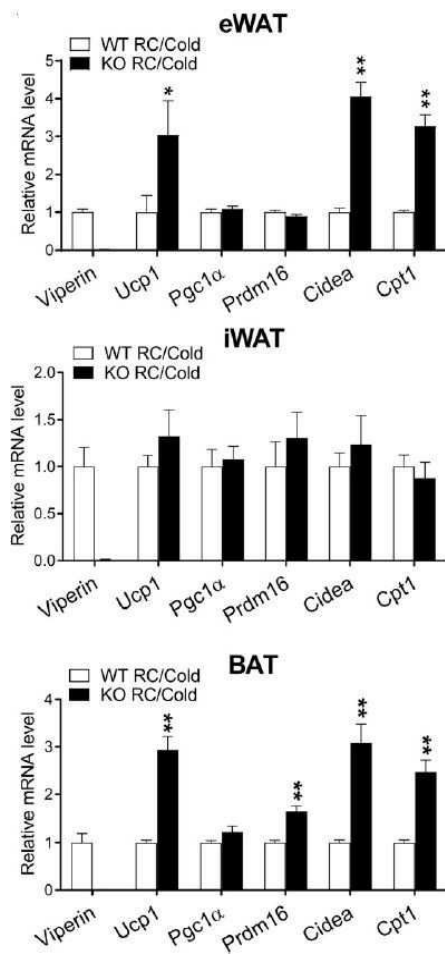 eWAT
WT RC/Cold
KO RC/Cold
Relative mRNA level
5
4
3
2
1
0
*
**
**
Viperin
Ucp1
Pgc1α
Prdm16
Cidea
Cpt1
iWAT
WT RC/Cold
KO RC/Cold
Relative mRNA level
2.0
1.5
1.0
0.5
0.0
Viperin
Ucp1
Pgc1α
Prdm16
Cidea
Cpt1
BAT
WT RC/Cold
KO RC/Cold
Relative mRNA level
4
3
2
1
0
**
**
**
**
Viperin
Ucp1
Pgc1α
Prdm16
Cidea
Cpt1